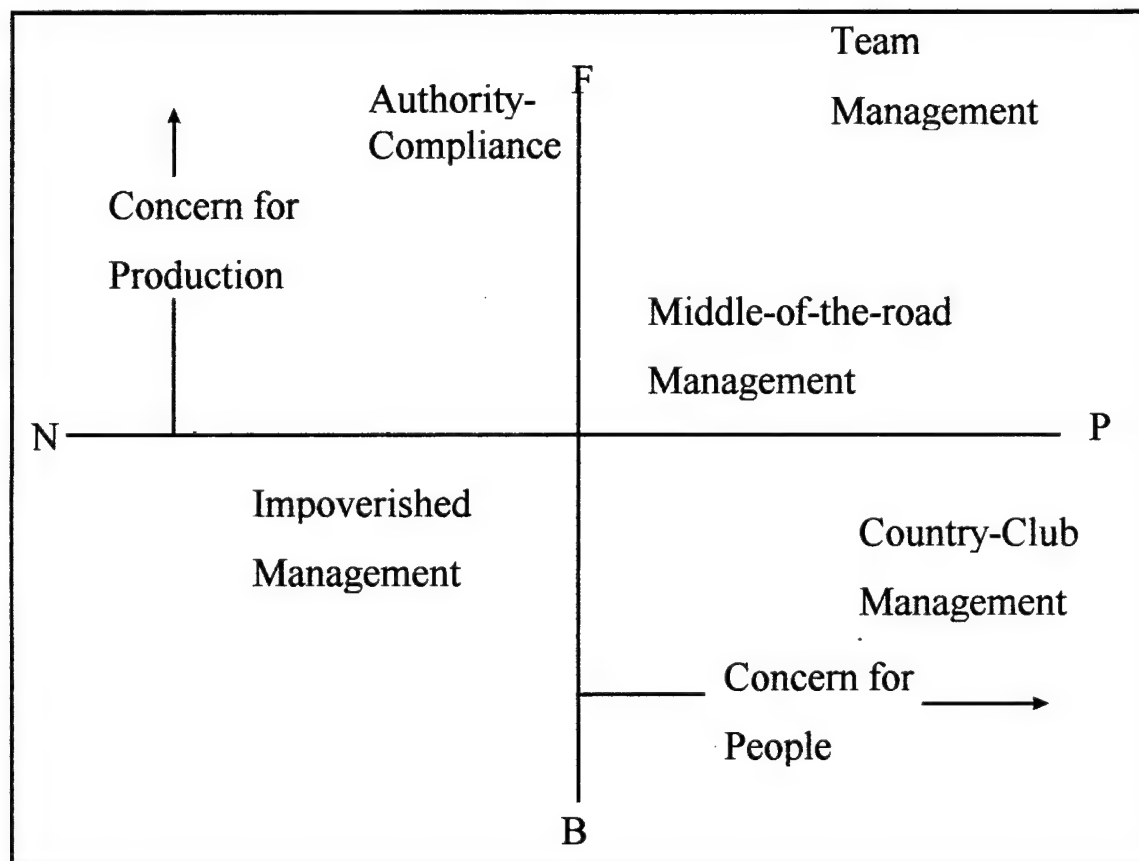 Team
Management
F
Authority-
Compliance
Concern for
Production
Middle-of-the-road
Management
N
P
Impoverished
Management
Country-Club
Management
Concern for
People
B